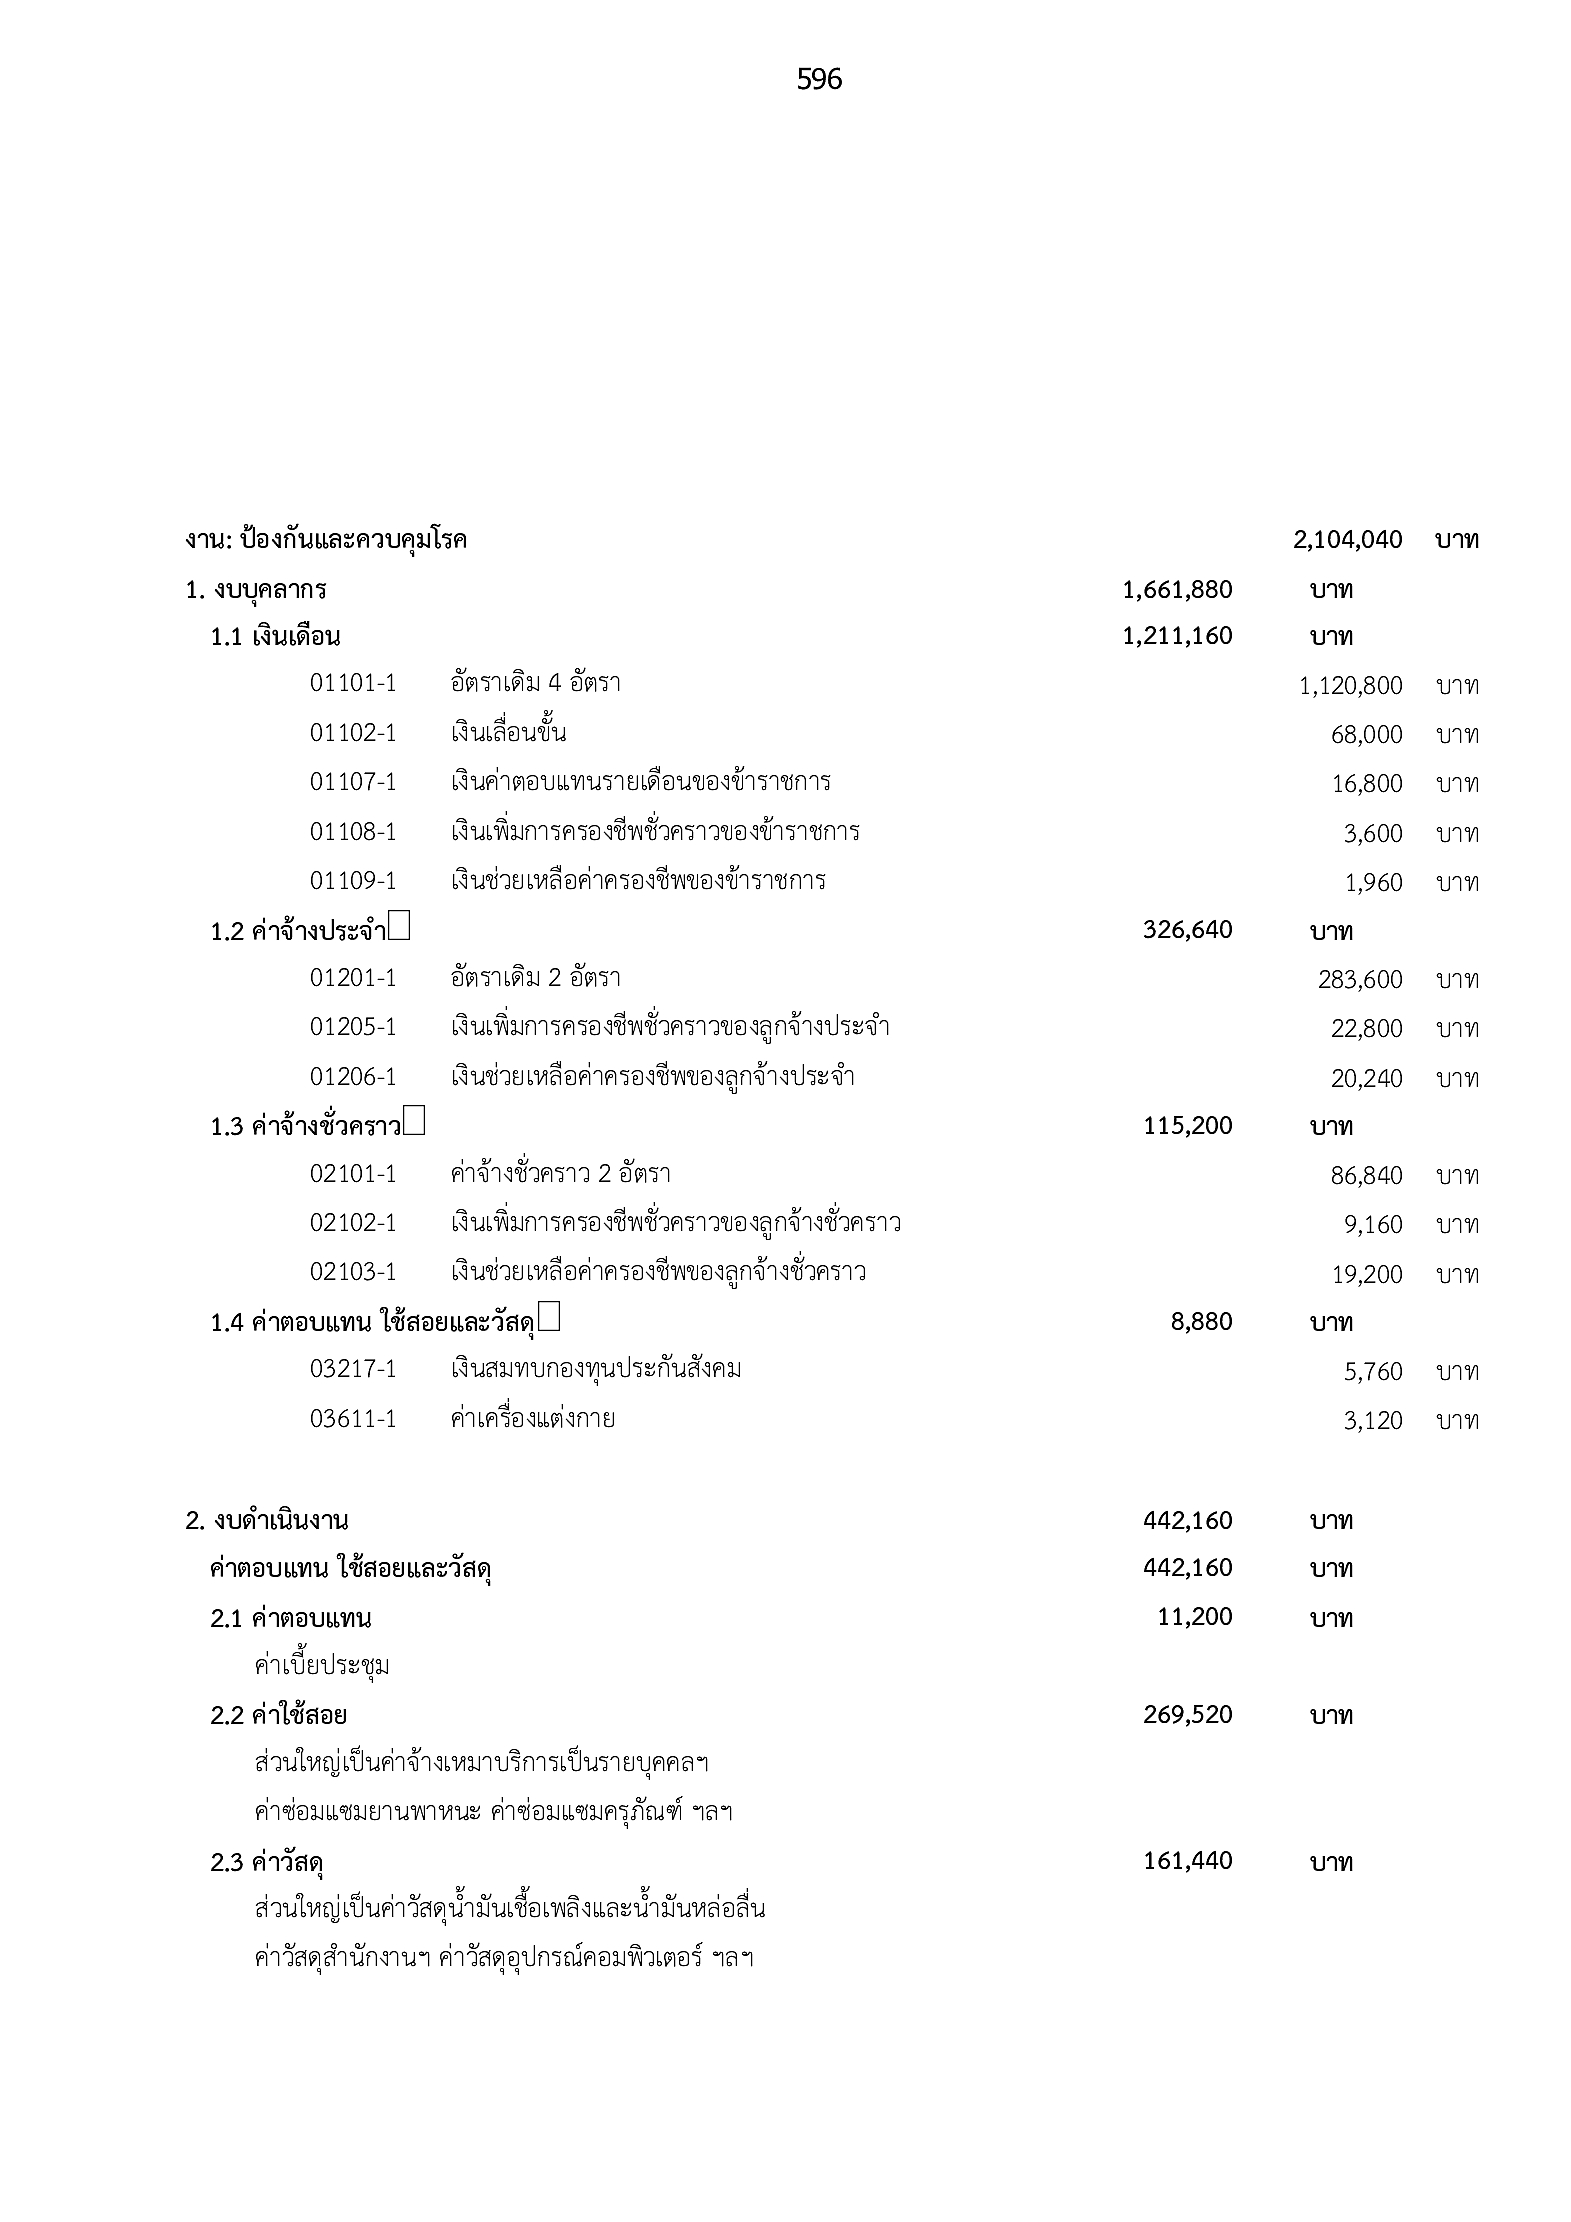 596
งาน: ป้องกันและควบคุมโรค 2,104,040 บาท
1. งบบุคลากร 1,661,880 บาท
1.1 เงินเดือน 1,211,160 บาท
01101-1 อัตราเดิม 4 อัตรา 1,120,800 บาท
01102-1 เงินเลื่อนขั้น 68,000 บาท
01107-1 เงินค่าตอบแทนรายเดือนของข้าราชการ 16,800 บาท
01108-1 เงินเพิ่มการครองชีพชั่วคราวของข้าราชการ 3,600 บาท
01109-1 เงินช่วยเหลือค่าครองชีพของข้าราชการ 1,960 บาท
1.2 ค่าจ้างประจำ 326,640 บาท
01201-1 อัตราเดิม 2 อัตรา 283,600 บาท
01205-1 เงินเพิ่มการครองชีพชั่วคราวของลูกจ้างประจำ 22,800 บาท
01206-1 เงินช่วยเหลือค่าครองชีพของลูกจ้างประจำ 20,240 บาท
1.3 ค่าจ้างชั่วคราว 115,200 บาท
02101-1 ค่าจ้างชั่วคราว 2 อัตรา 86,840 บาท
02102-1 เงินเพิ่มการครองชีพชั่วคราวของลูกจ้างชั่วคราว 9,160 บาท
02103-1 เงินช่วยเหลือค่าครองชีพของลูกจ้างชั่วคราว 19,200 บาท
1.4 ค่าตอบแทน ใช้สอยและวัสดุ 8,880 บาท
03217-1 เงินสมทบกองทุนประกันสังคม 5,760 บาท
03611-1 ค่าเครื่องแต่งกาย 3,120 บาท
2. งบดำเนินงาน 442,160 บาท
ค่าตอบแทน ใช้สอยและวัสดุ 442,160 บาท
2.1 ค่าตอบแทน 11,200 บาท
ค่าเบี้ยประชุม
2.2 ค่าใช้สอย 269,520 บาท
ส่วนใหญ่เป็นค่าจ้างเหมาบริการเป็นรายบุคคลฯ
ค่าซ่อมแซมยานพาหนะ ค่าซ่อมแซมครุภัณฑ์ ฯลฯ
2.3 ค่าวัสดุ 161,440 บาท
ส่วนใหญ่เป็นค่าวัสดุน้ำมันเชื้อเพลิงและน้ำมันหล่อลื่น
ค่าวัสดุสำนักงานฯ ค่าวัสดุอุปกรณ์คอมพิวเตอร์ ฯลฯ